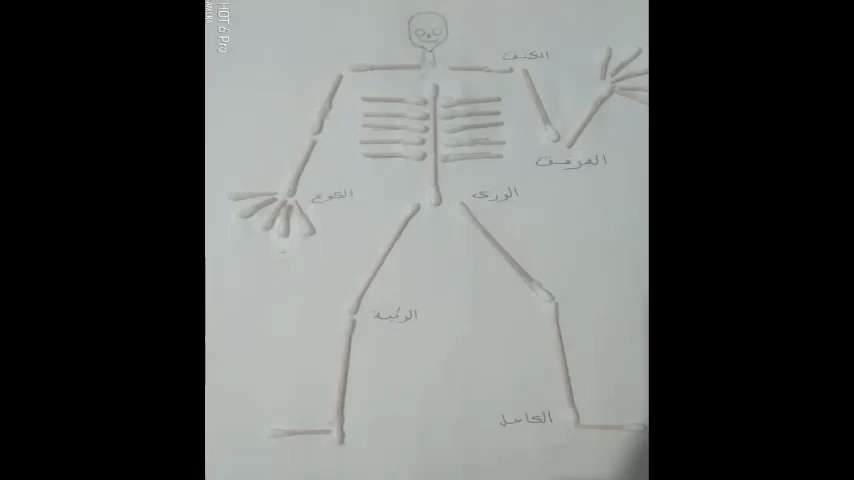 HOT 6 Pro
الكتف
المرفق
الورك
الكوع
الركبة
الكاحل